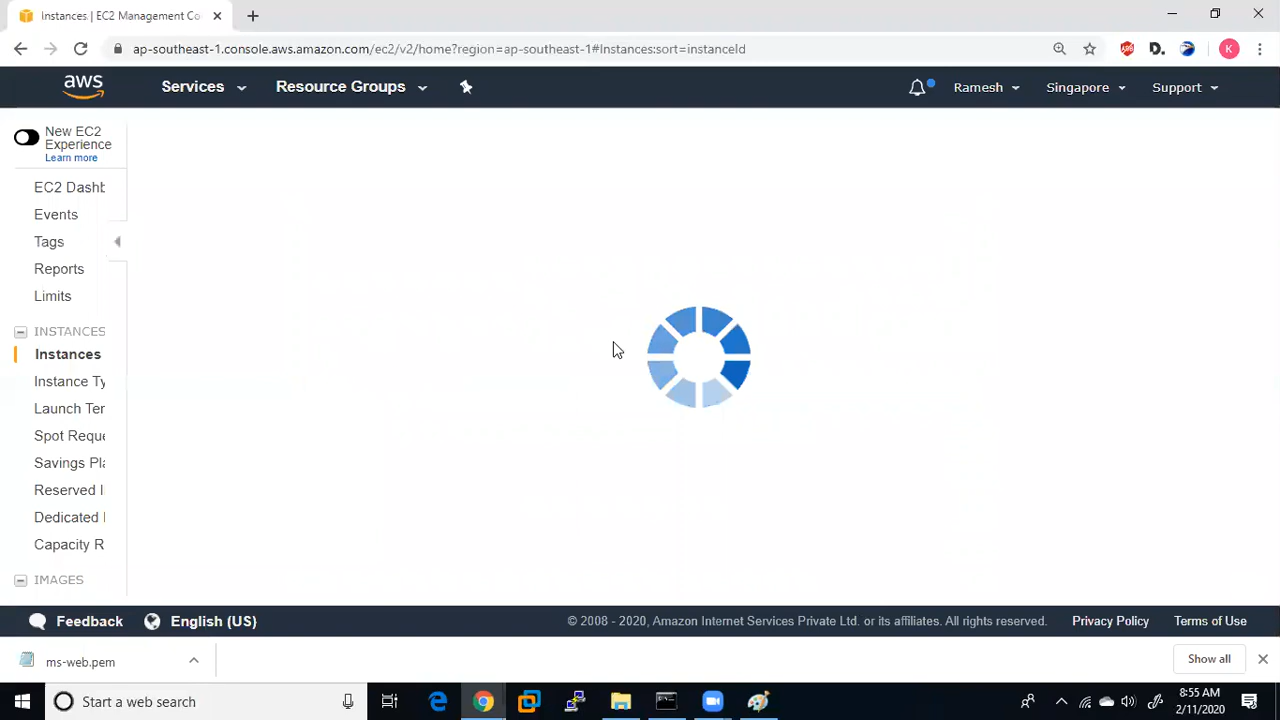 Instances | EC2 Management Co
ap-southeast-1.console.aws.amazon.com/ec2/v2/home?region=ap-southeast-1#Instances:sort=instanceId
ABP
D.
K
aws
Services
Resource Groups
Ramesh
Singapore
Support
New EC2
Experience
Learn more
EC2 Dashb
Events
Tags
Reports
Limits
INSTANCES
Instances
Instance Ty
Launch Ter
Spot Reque
Savings Pla
Reserved I
Dedicated
Capacity R
IMAGES
Feedback
English (US)
© 2008 - 2020, Amazon Internet Services Private Ltd. or its affiliates. All rights reserved.
Privacy Policy
Terms of Use
ms-web.pem
Show all
Start a web search
8:55 AM
2/11/2020